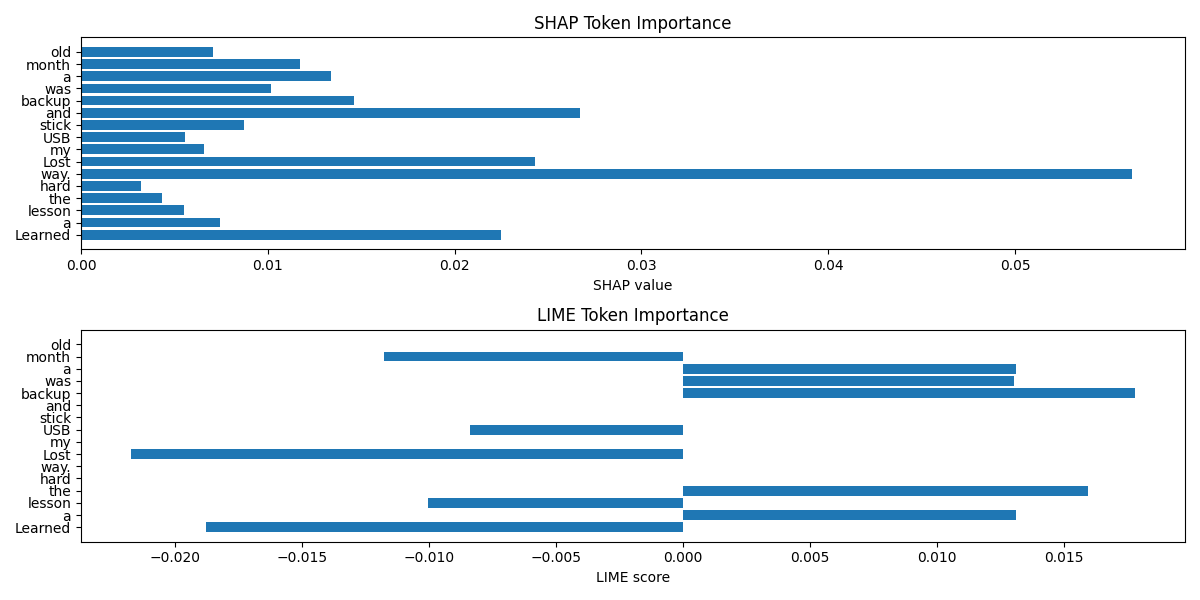 SHAP Token Importance
old
month
a
was
backup
and
stick
USB
my
Lost
way.
hard
the
lesson
a
Learned
0.00 0.01 0.02 0.03 0.04 0.05
SHAP value
LIME Token Importance
old
month
a
was
backup
and
stick
USB
my
Lost
way.
hard
the
lesson
a
Learned
−0.020 −0.015 −0.010 −0.005 0.000 0.005 0.010 0.015
LIME score